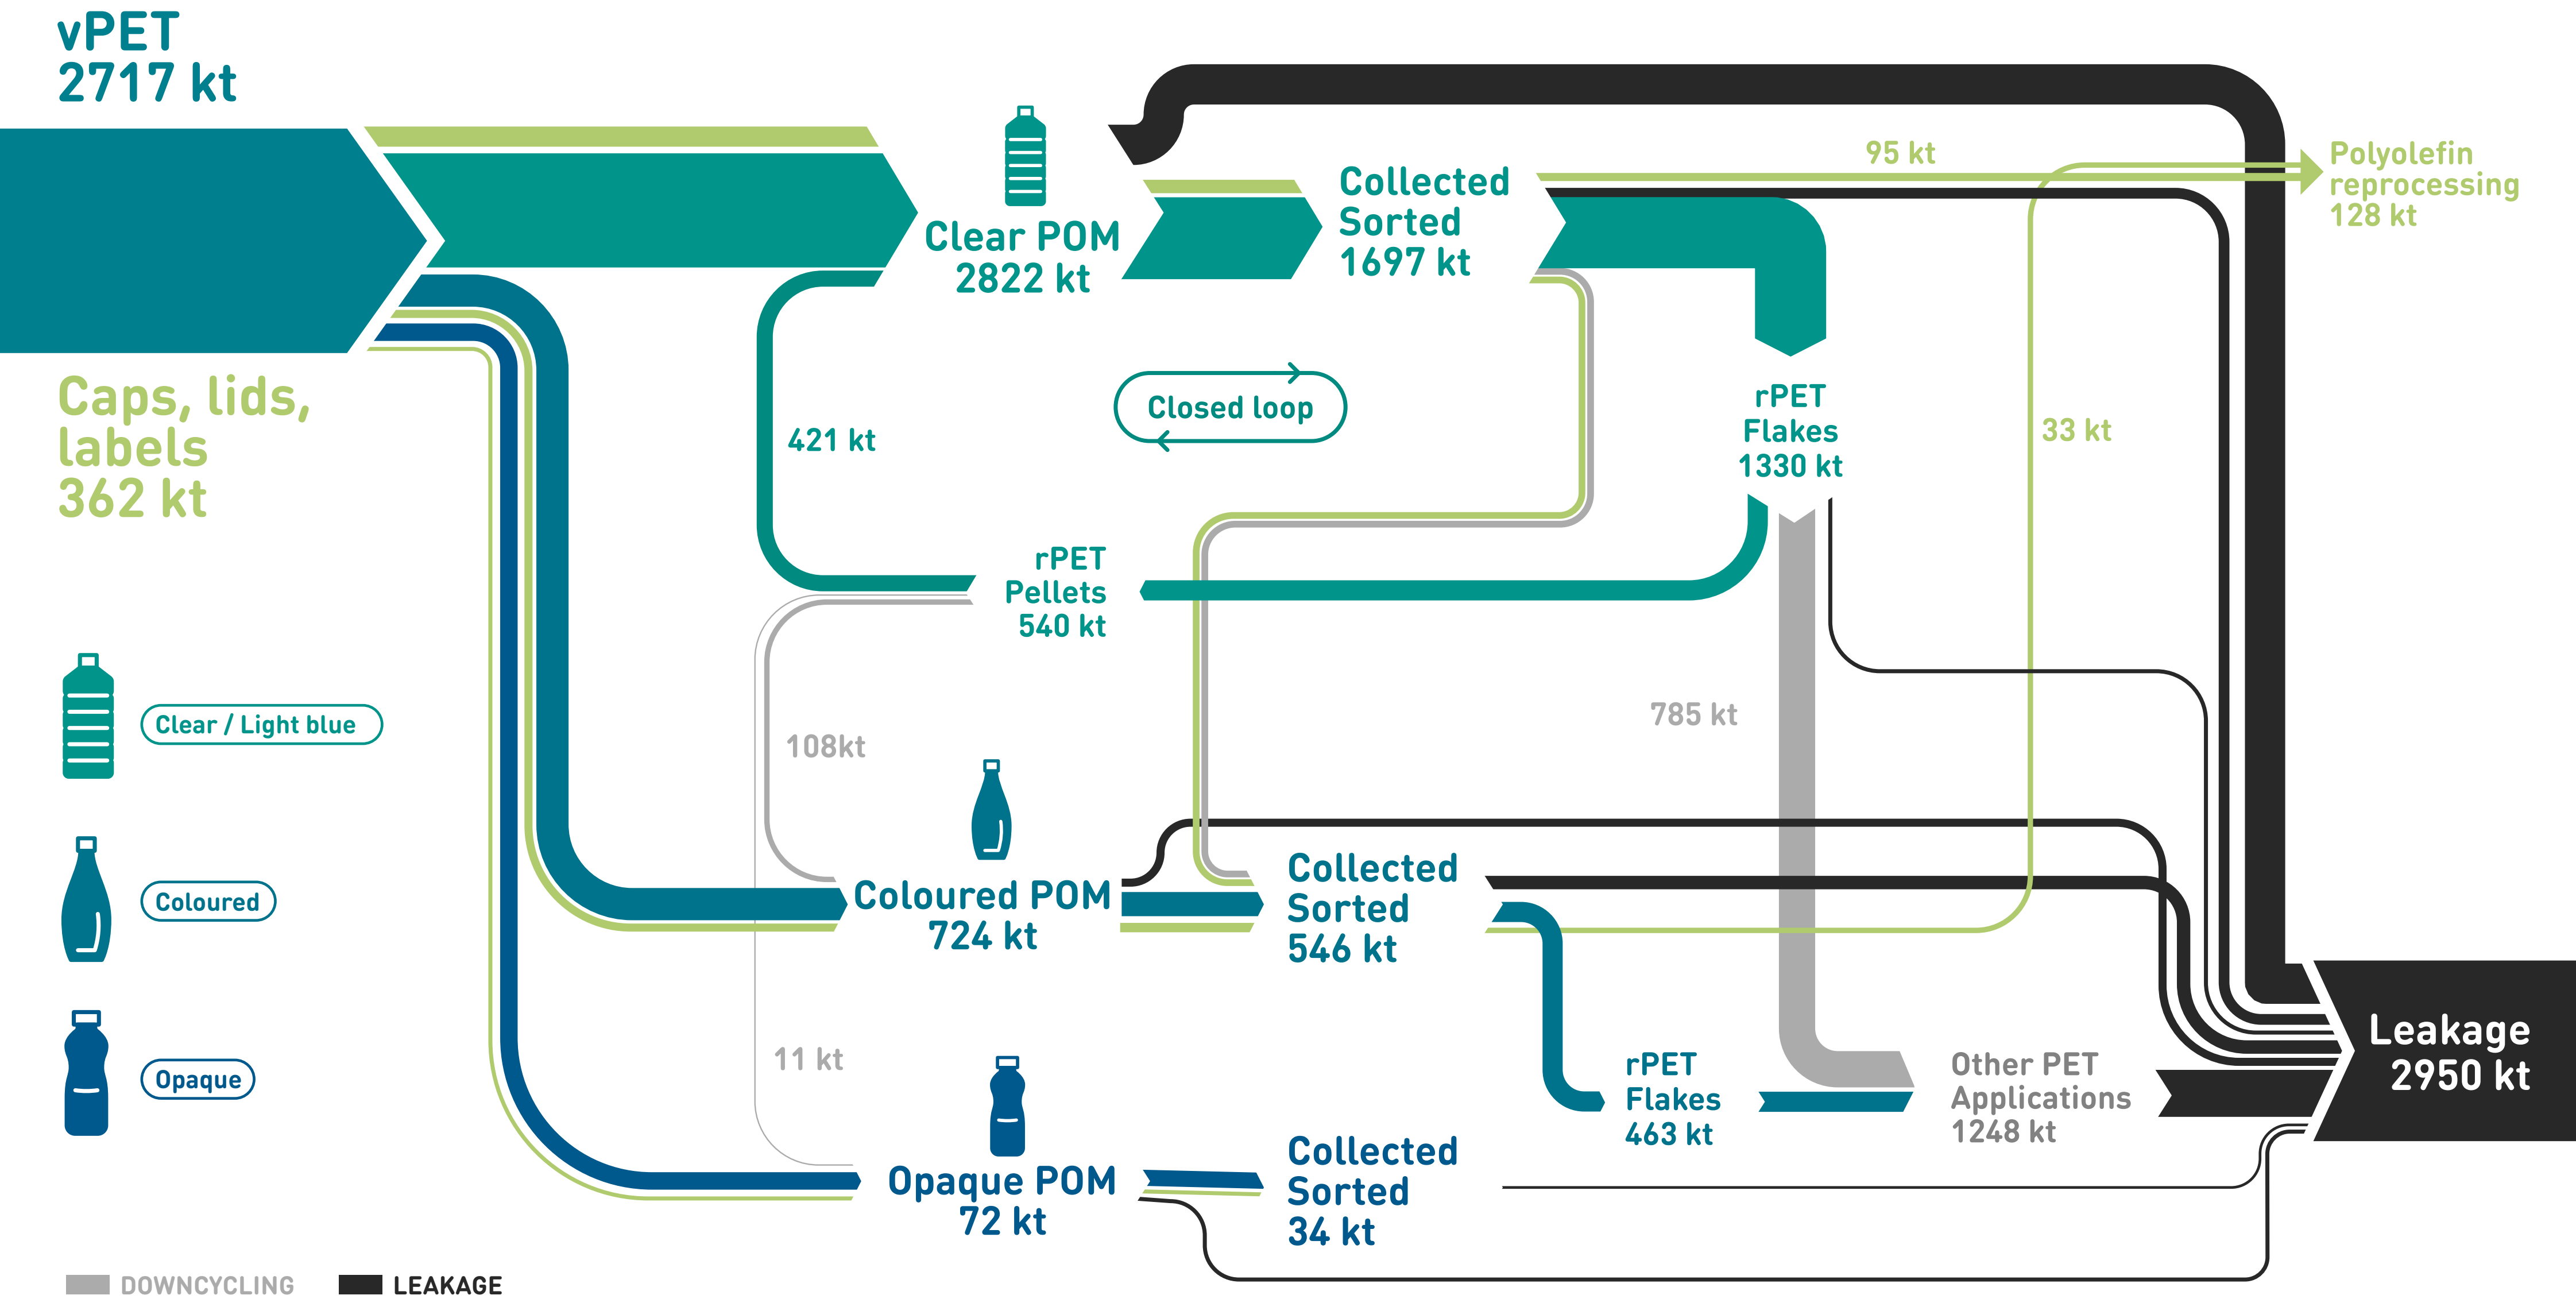 vPET
2717 kt
Caps, lids,
labels
362 kt
Clear / Light blue
Coloured
Opaque
DOWNCYCLING
LEAKAGE
Clear POM
2822 kt
Collected
Sorted
1697 kt
95 kt
Polyolefin
reprocessing
128 kt
421 kt
Closed loop
rPET
Flakes
1330 kt
33 kt
rPET
Pellets
540 kt
108kt
785 kt
Coloured POM
724 kt
Collected
Sorted
546 kt
11 kt
rPET
Flakes
463 kt
Other PET
Applications
1248 kt
Leakage
2950 kt
Opaque POM
72 kt
Collected
Sorted
34 kt